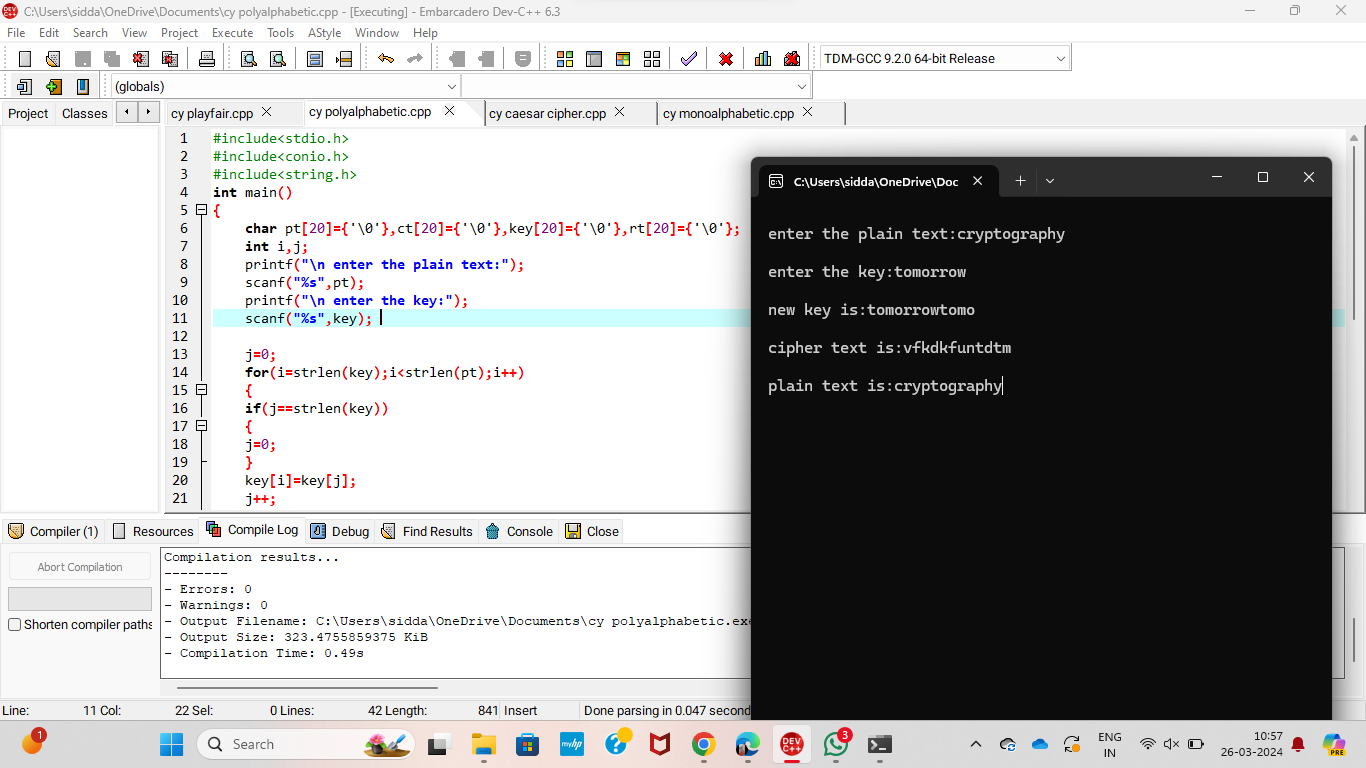 C:\Users\sidda\OneDrive\Documents\cy polyalphabetic.cpp - [Executing] - Embarcadero Dev-C++ 6.3
File Edit Search View Project Execute Tools AStyle Window Help
TDM-GCC 9.2.0 64-bit Release
(globals)
Project Classes cy playfair.cpp cy polyalphabetic.cpp cy caesar cipher.cpp cy monoalphabetic.cpp
1 #include<stdio.h>
2 #include<conio.h>
3 #include<string.h>
4 int main()
5 {
6 char pt[20]={'\0'},ct[20]={'\0'},key[20]={'\0'},rt[20]={'\0'};
7 int i,j;
8 printf("\n enter the plain text:");
9 scanf("%s",pt);
10 printf("\n enter the key:");
11 scanf("%s",key);
12
13 j=0;
14 for(i=strlen(key);i<strlen(pt);i++)
15 {
16 if(j==strlen(key))
17 {
18 j=0;
19 }
20 key[i]=key[j];
21 j++;
C:\Users\sidda\OneDrive\Doc
enter the plain text:cryptography
enter the key:tomorrow
new key is:tomorrowtomo
cipher text is:vfkdkfuntdtm
plain text is:cryptography
Compiler (1) Resources Compile Log Debug Find Results Console Close
Abort Compilation
Shorten compiler paths
Compilation results...
--------
- Errors: 0
- Warnings: 0
- Output Filename: C:\Users\sidda\OneDrive\Documents\cy polyalphabetic.exe
- Output Size: 323.4755859375 KiB
- Compilation Time: 0.49s
Line: 11 Col: 22 Sel: 0 Lines: 42 Length: 841 Insert Done parsing in 0.047 second
1
Search
myhp
DEV C++
3
ENG
IN
10:57
26-03-2024
PRE